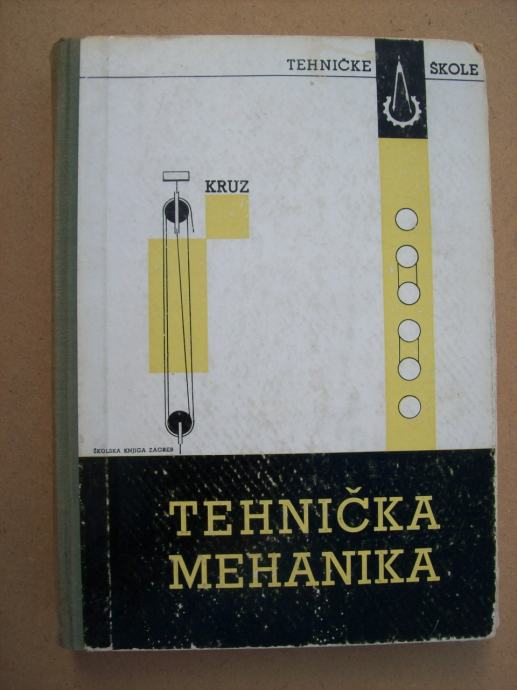 TEHNIČKE ŠKOLE
KRUZ
ŠKOLSKA KNJIGA ZAGREB
TEHNIČKA
MEHANIKA